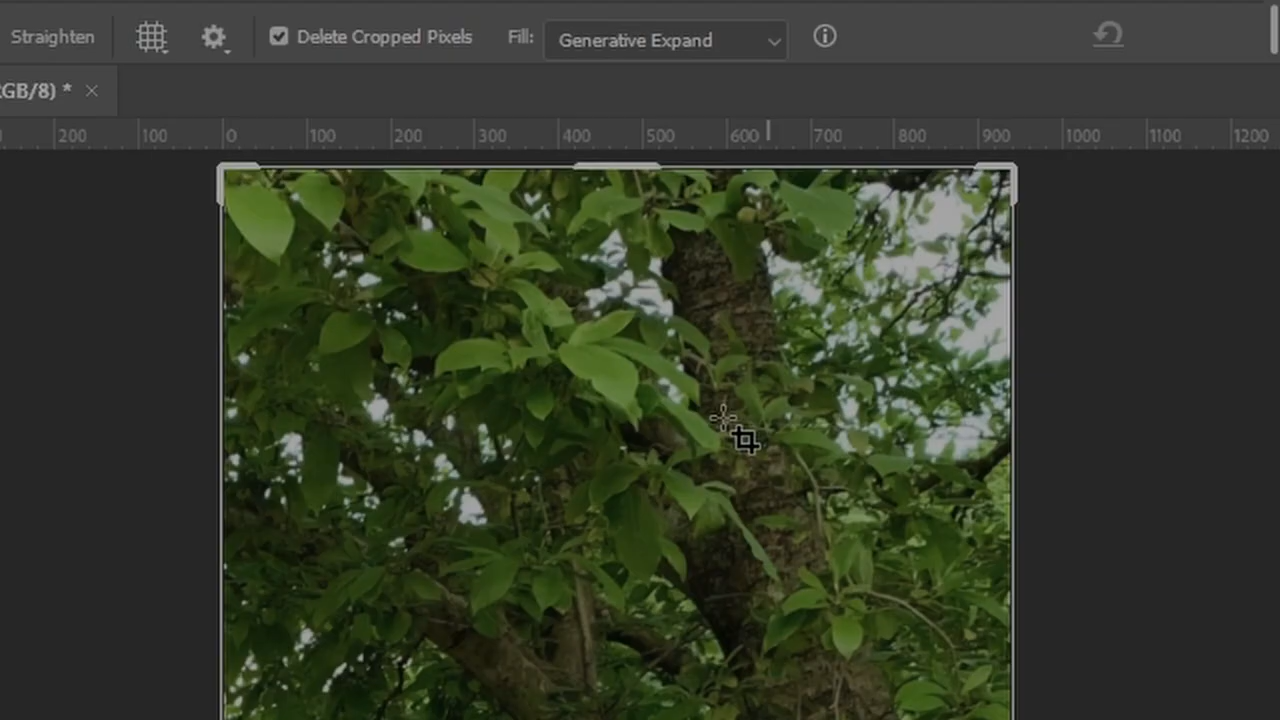 Straighten Delete Cropped Pixels Fill: Generative Expand
GB/8) * ×
200 100 0 100 200 300 400 500 600 700 800 900 1000 1100 1200